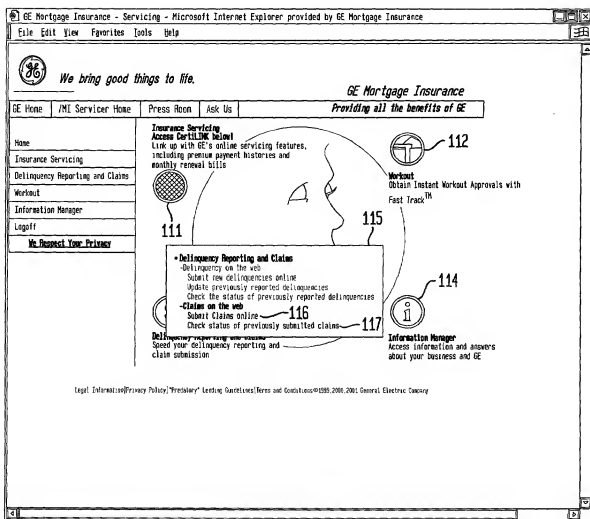 GE Mortgage Insurance - Servicing - Microsoft Internet Explorer provided by GE Mortgage Insurance
File Edit View Favorites Tools Help
We bring good things to life.
GE Mortgage Insurance
GE Home /MI Servicer Home Press Room Ask Us
Providing all the benefits of GE
Home
Insurance Servicing
Delinquency Reporting and Claims
Workout
Information Manager
Logoff
We Respect Your Privacy
Insurance Servicing
Access CertiLINK below!
Link up with GE's online servicing features,
including premium payment histories and
monthly renewal bills
111
112
Workout
Obtain Instant Workout Approvals with
Fast Track™
115
•Delinquency Reporting and Claims
-Delinquency on the web
Submit new delinquencies online
Update previously reported delinquencies
Check the status of previously reported delinquencies
-Claims on the web
Submit Claims online 116
Check status of previously submitted claims 117
114
i
Delinquency Reporting and Claims
Speed your delinquency reporting and
claim submission
Information Manager
Access information and answers
about your business and GE
Legal Information|Privacy Policy|"Predatory" Lending Guidelines|Terms and Conditions©1999,2000,2001 General Electric Company